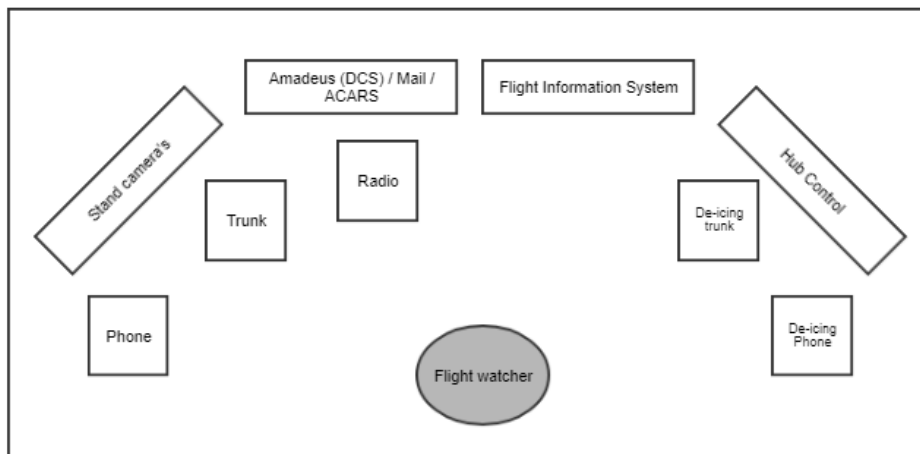 Amadeus (DCS) / Mail /
ACARS
Flight Information System
Stand camera's
Hub Control
Radio
Trunk
De-icing
trunk
Phone
De-icing
Phone
Flight watcher